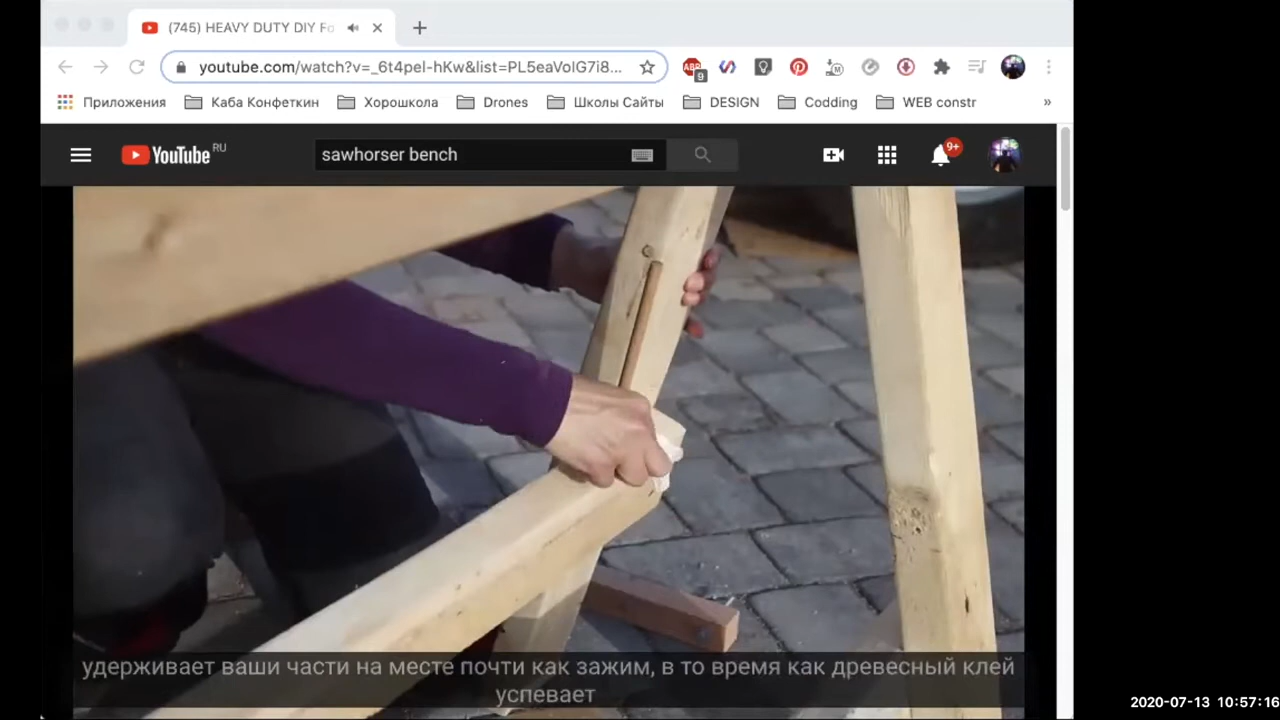 (745) HEAVY DUTY DIY Fo
youtube.com/watch?v=_6t4pel-hKw&list=PL5eaVolG7i8...
ABP
9
M
Приложения
Каба Конфеткин
Хорошкола
Drones
Школы Сайты
DESIGN
Codding
WEB constr
»
YouTube RU
sawhorser bench
9+
удерживает ваши части на месте почти как зажим, в то время как древесный клей
успевает
2020-07-13 10:57:16